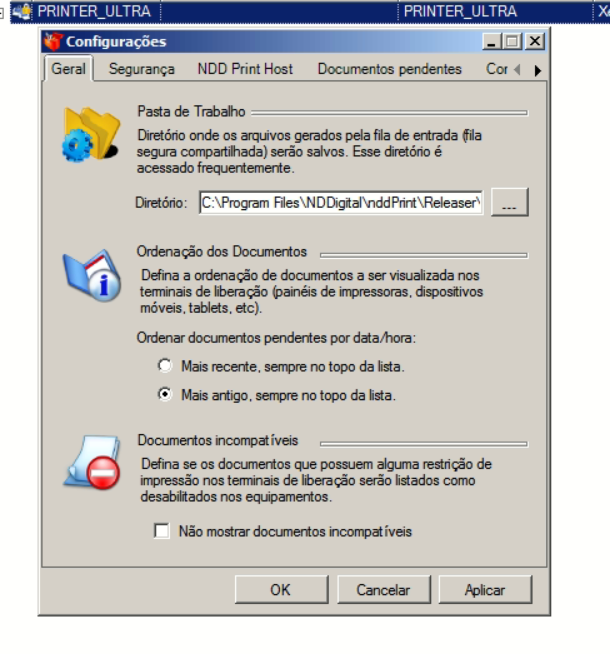 PRINTER_ULTRA PRINTER_ULTRA
Configurações
Geral Segurança NDD Print Host Documentos pendentes Cor
Pasta de Trabalho
Diretório onde os arquivos gerados pela fila de entrada (fila
segura compartilhada) serão salvos. Esse diretório é
acessado frequentemente.
Diretório: C:\Program Files\NDDigital\nddPrint\Releaser\ ...
Ordenação dos Documentos
Defina a ordenação de documentos a ser visualizada nos
terminais de liberação (painéis de impressoras, dispositivos
móveis, tablets, etc).
Ordenar documentos pendentes por data/hora:
Mais recente, sempre no topo da lista.
Mais antigo, sempre no topo da lista.
Documentos incompatíveis
Defina se os documentos que possuem alguma restrição de
impressão nos terminais de liberação serão listados como
desabilitados nos equipamentos.
Não mostrar documentos incompatíveis
OK Cancelar Aplicar